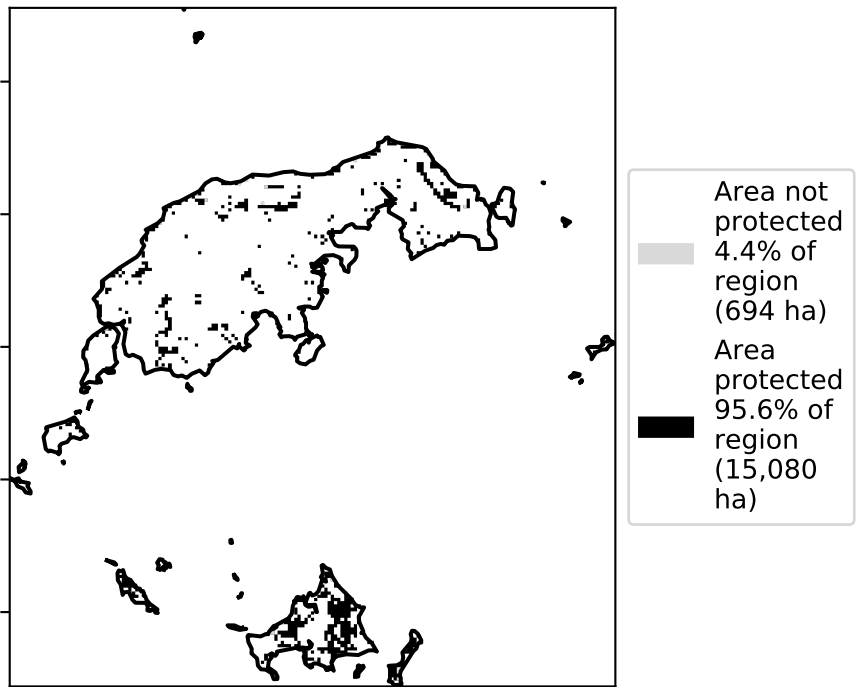 Area not
protected
4.4% of
region
(694 ha)
Area
protected
95.6% of
region
(15,080
ha)